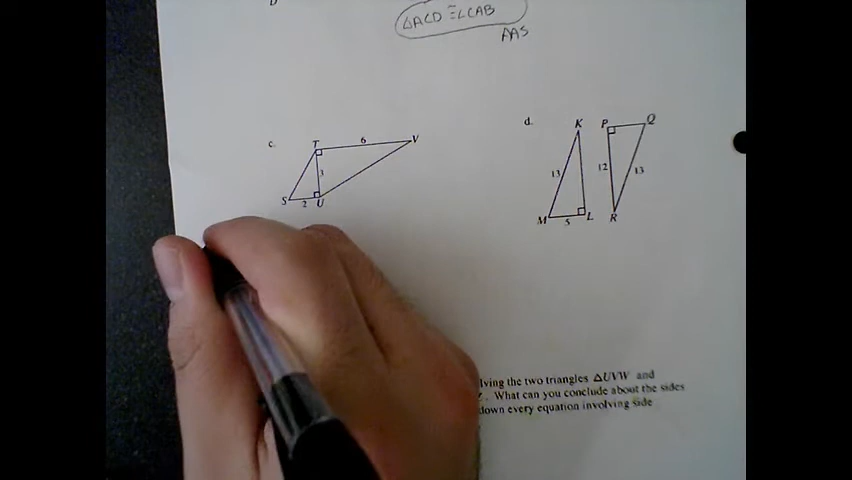 △ACD ≅ ∠CAB
AAS
c.
T
6
V
3
S
2
U
d.
K
P
Q
13
12
13
M
5
L
R
lving the two triangles △UVW and
. What can you conclude about the sides
down every equation involving side